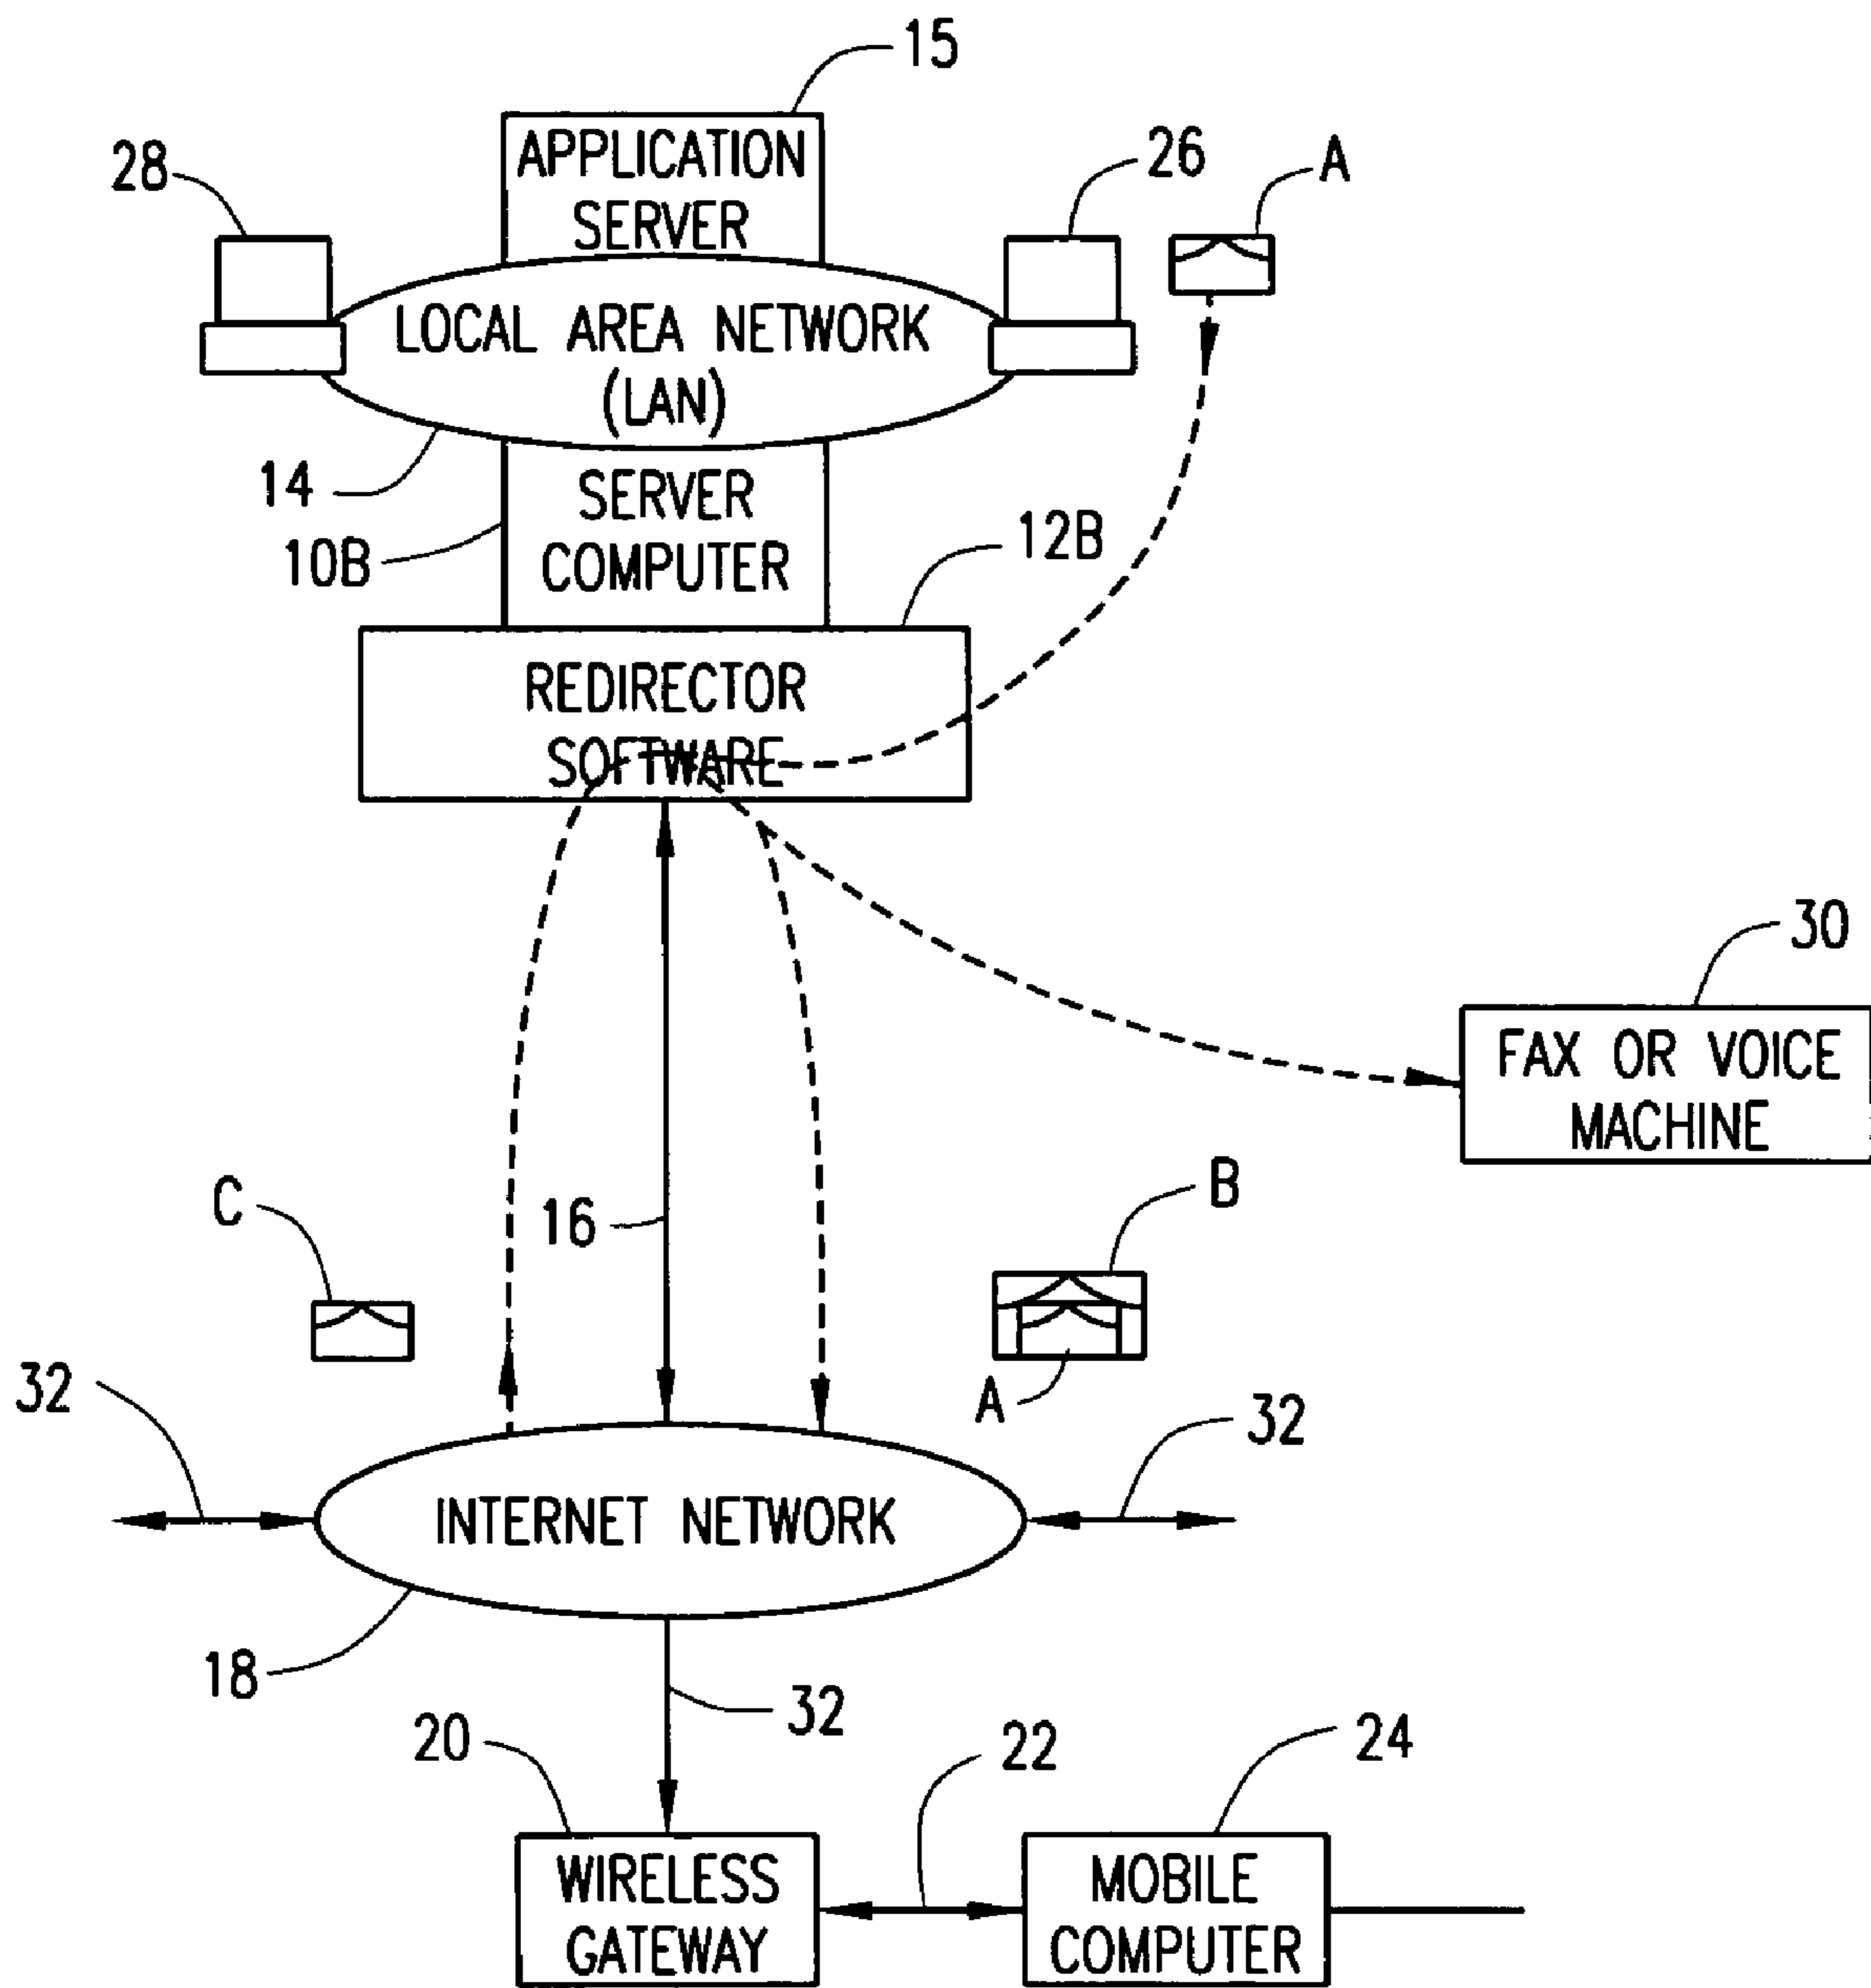 15
APPLICATION
SERVER
28
26
A
LOCAL AREA NETWORK
(LAN)
14
SERVER
COMPUTER
10B
12B
REDIRECTOR
SOFTWARE
30
FAX OR VOICE
MACHINE
C
16
B
A
32
32
INTERNET NETWORK
18
32
20
22
24
WIRELESS
GATEWAY
MOBILE
COMPUTER